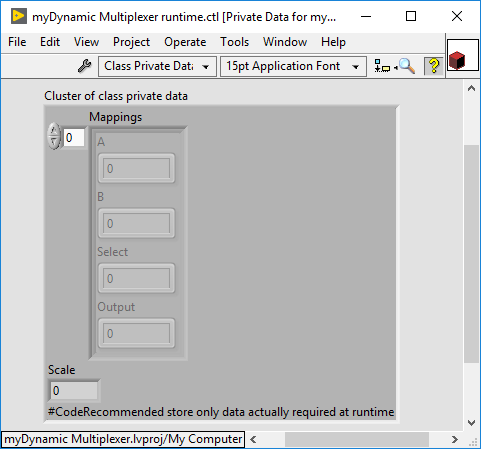 myDynamic Multiplexer runtime.ctl [Private Data for my...
File Edit View Project Operate Tools Window Help
Class Private Data 15pt Application Font ?
Cluster of class private data
Mappings
0
A
0
B
0
Select
0
Output
0
Scale
0
#CodeRecommended store only data actually required at runtime
myDynamic Multiplexer.lvproj/My Computer